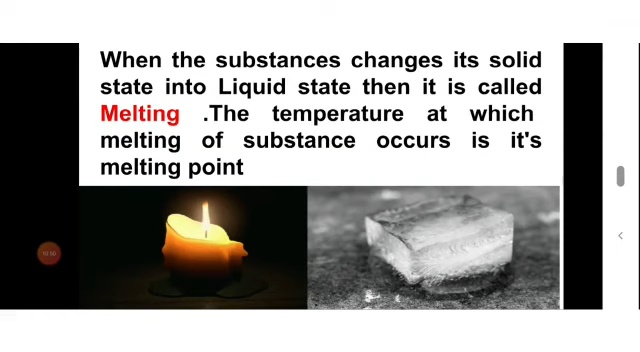 When the substances changes its solid
state into Liquid state then it is called
Melting .The temperature at which
melting of substance occurs is it's
melting point